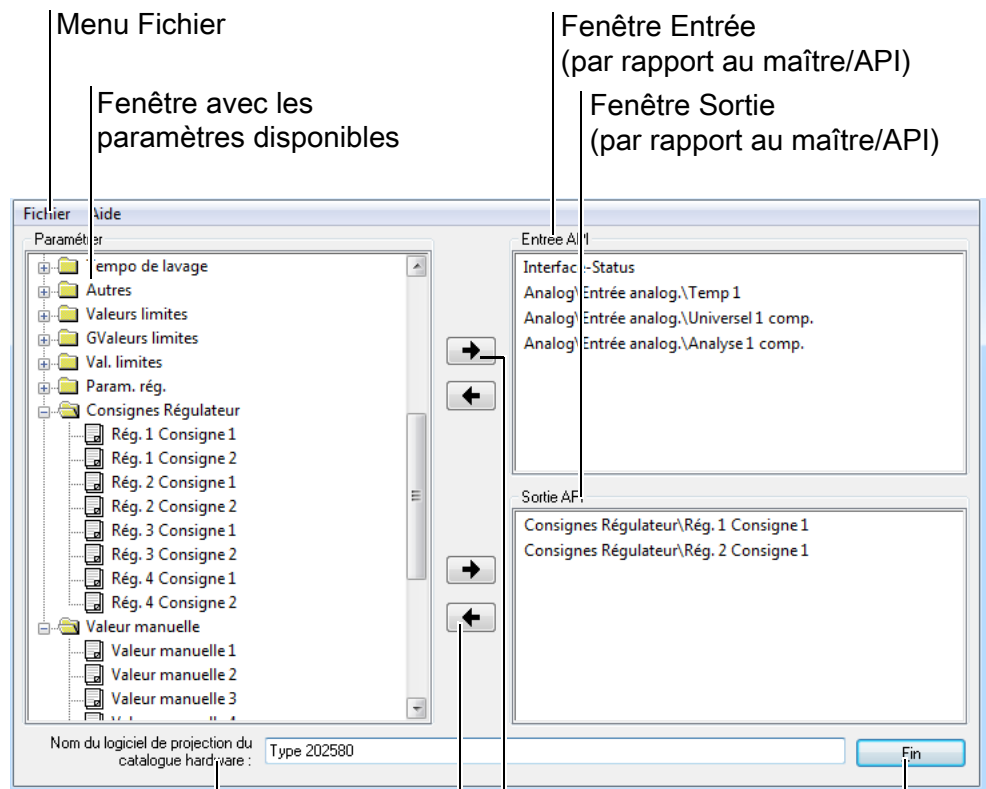 Menu Fichier
Fenêtre Entrée
(par rapport au maître/API)
Fenêtre avec les
paramètres disponibles
Fenêtre Sortie
(par rapport au maître/API)
Fichier Aide
Paramétrer
Tempo de lavage
Autres
Valeurs limites
GValeurs limites
Val. limites
Param. rég.
Consignes Régulateur
Rég. 1 Consigne 1
Rég. 1 Consigne 2
Rég. 2 Consigne 1
Rég. 2 Consigne 2
Rég. 3 Consigne 1
Rég. 3 Consigne 2
Rég. 4 Consigne 1
Rég. 4 Consigne 2
Valeur manuelle
Valeur manuelle 1
Valeur manuelle 2
Valeur manuelle 3
Entrée API
Interface-Status
Analog\Entrée analog.\Temp 1
Analog\Entrée analog.\Universel 1 comp.
Analog\Entrée analog.\Analyse 1 comp.
Sortie API
Consignes Régulateur\Rég. 1 Consigne 1
Consignes Régulateur\Rég. 2 Consigne 1
Nom du logiciel de projection du
catalogue hardware :
Type 202580
Fin